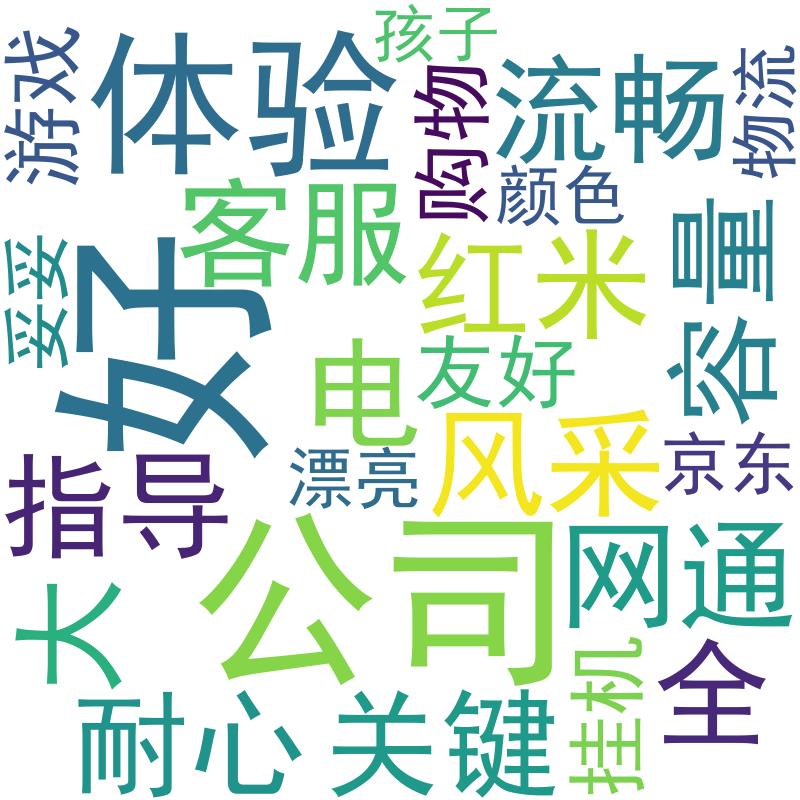 孩子
游戏
体验
购物
流畅
物流
颜色
客服
好
妥妥
红米
容量
电
友好
风采
漂亮
京东
指导
公司
网通
大
全
挂机
耐心
关键